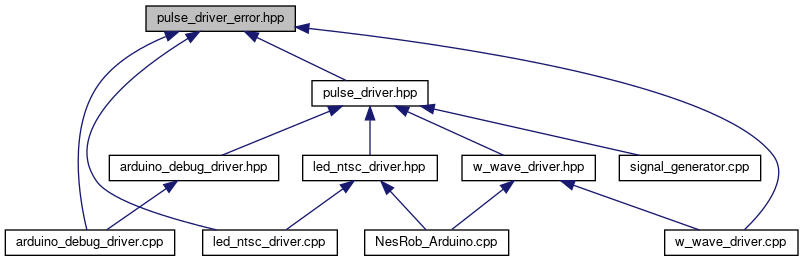 pulse_driver_error.hpp
pulse_driver.hpp
arduino_debug_driver.hpp
led_ntsc_driver.hpp
w_wave_driver.hpp
signal_generator.cpp
arduino_debug_driver.cpp
led_ntsc_driver.cpp
NesRob_Arduino.cpp
w_wave_driver.cpp